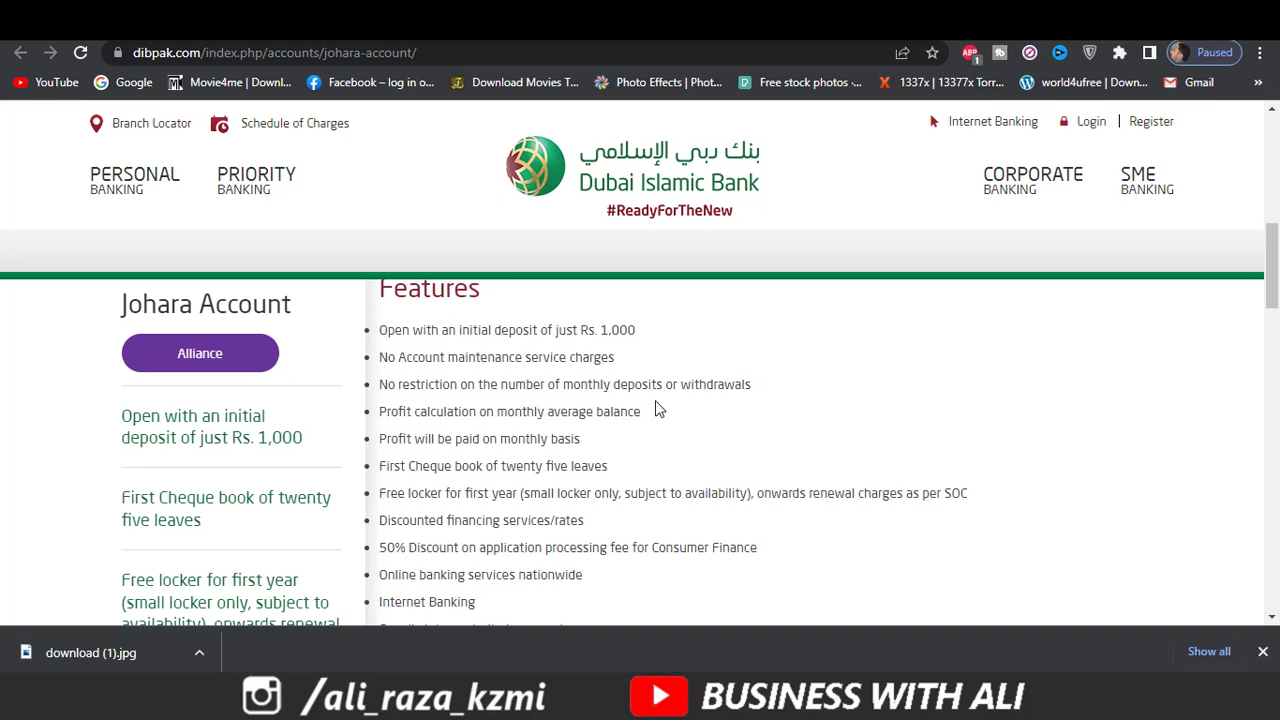 dibpak.com/index.php/accounts/johara-account/
Paused
YouTube
Google
Movie4me | Downl...
Facebook – log in o...
Download Movies T...
Photo Effects | Phot...
Free stock photos ·...
1337x | 13377x Torr...
world4ufree | Down...
Gmail
»
Branch Locator
Schedule of Charges
Internet Banking
Login
Register
PERSONAL
BANKING
PRIORITY
BANKING
بنك دبي الإسلامي
Dubai Islamic Bank
#ReadyForTheNew
CORPORATE
BANKING
SME
BANKING
Johara Account
Alliance
Open with an initial
deposit of just Rs. 1,000
First Cheque book of twenty
five leaves
Free locker for first year
(small locker only, subject to
availability), onwards renewal
Features
Open with an initial deposit of just Rs. 1,000
No Account maintenance service charges
No restriction on the number of monthly deposits or withdrawals
Profit calculation on monthly average balance
Profit will be paid on monthly basis
First Cheque book of twenty five leaves
Free locker for first year (small locker only, subject to availability), onwards renewal charges as per SOC
Discounted financing services/rates
50% Discount on application processing fee for Consumer Finance
Online banking services nationwide
Internet Banking
download (1).jpg
Show all
/ali_raza_kzmi
BUSINESS WITH ALI